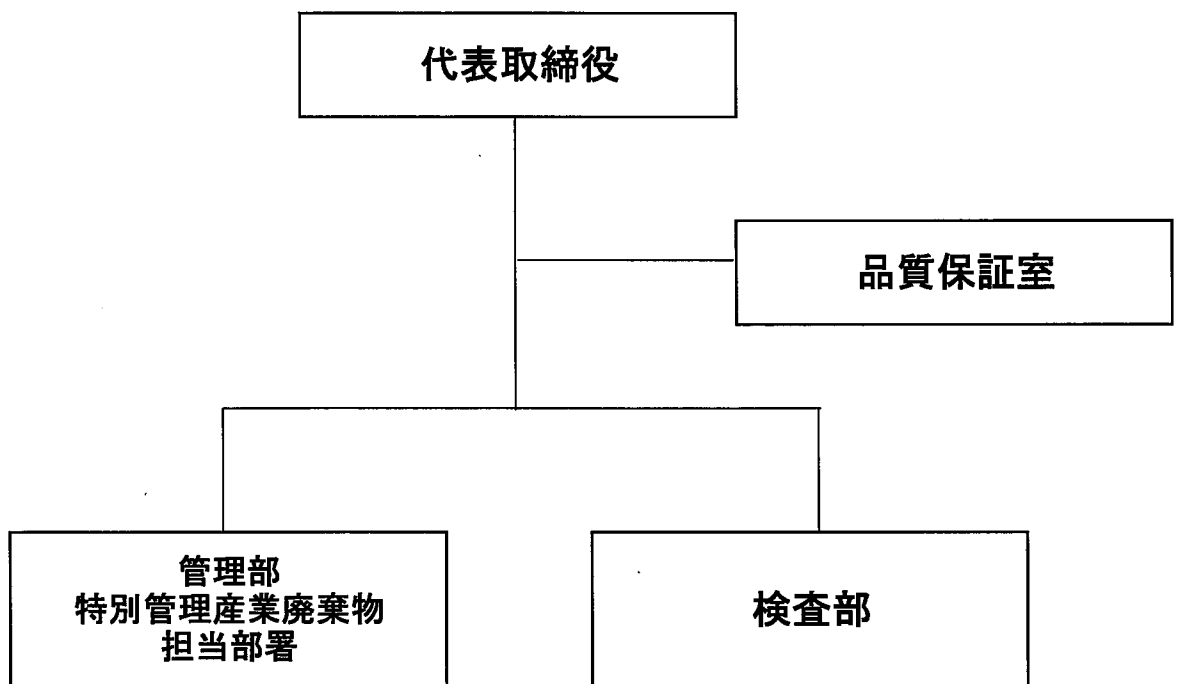 代表取締役
品質保証室
管理部
特別管理産業廃棄物
担当部署
検査部